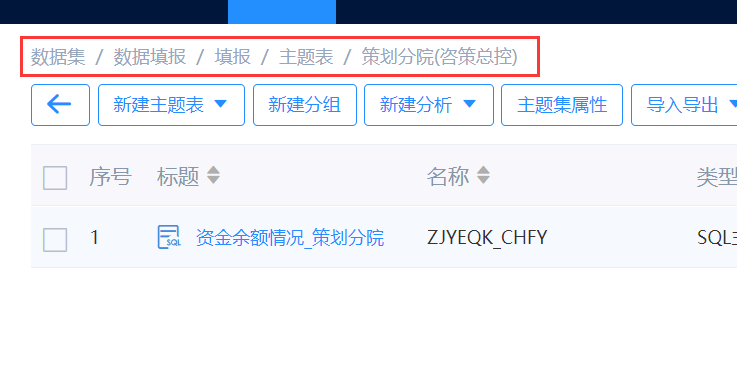 数据集 / 数据填报 / 填报 / 主题表 / 策划分院(咨策总控)
新建主题表 新建分组 新建分析 主题集属性 导入导出
序号 标题 名称 类型
1 SQL 资金余额情况_策划分院 ZJYEQK_CHFY SQL